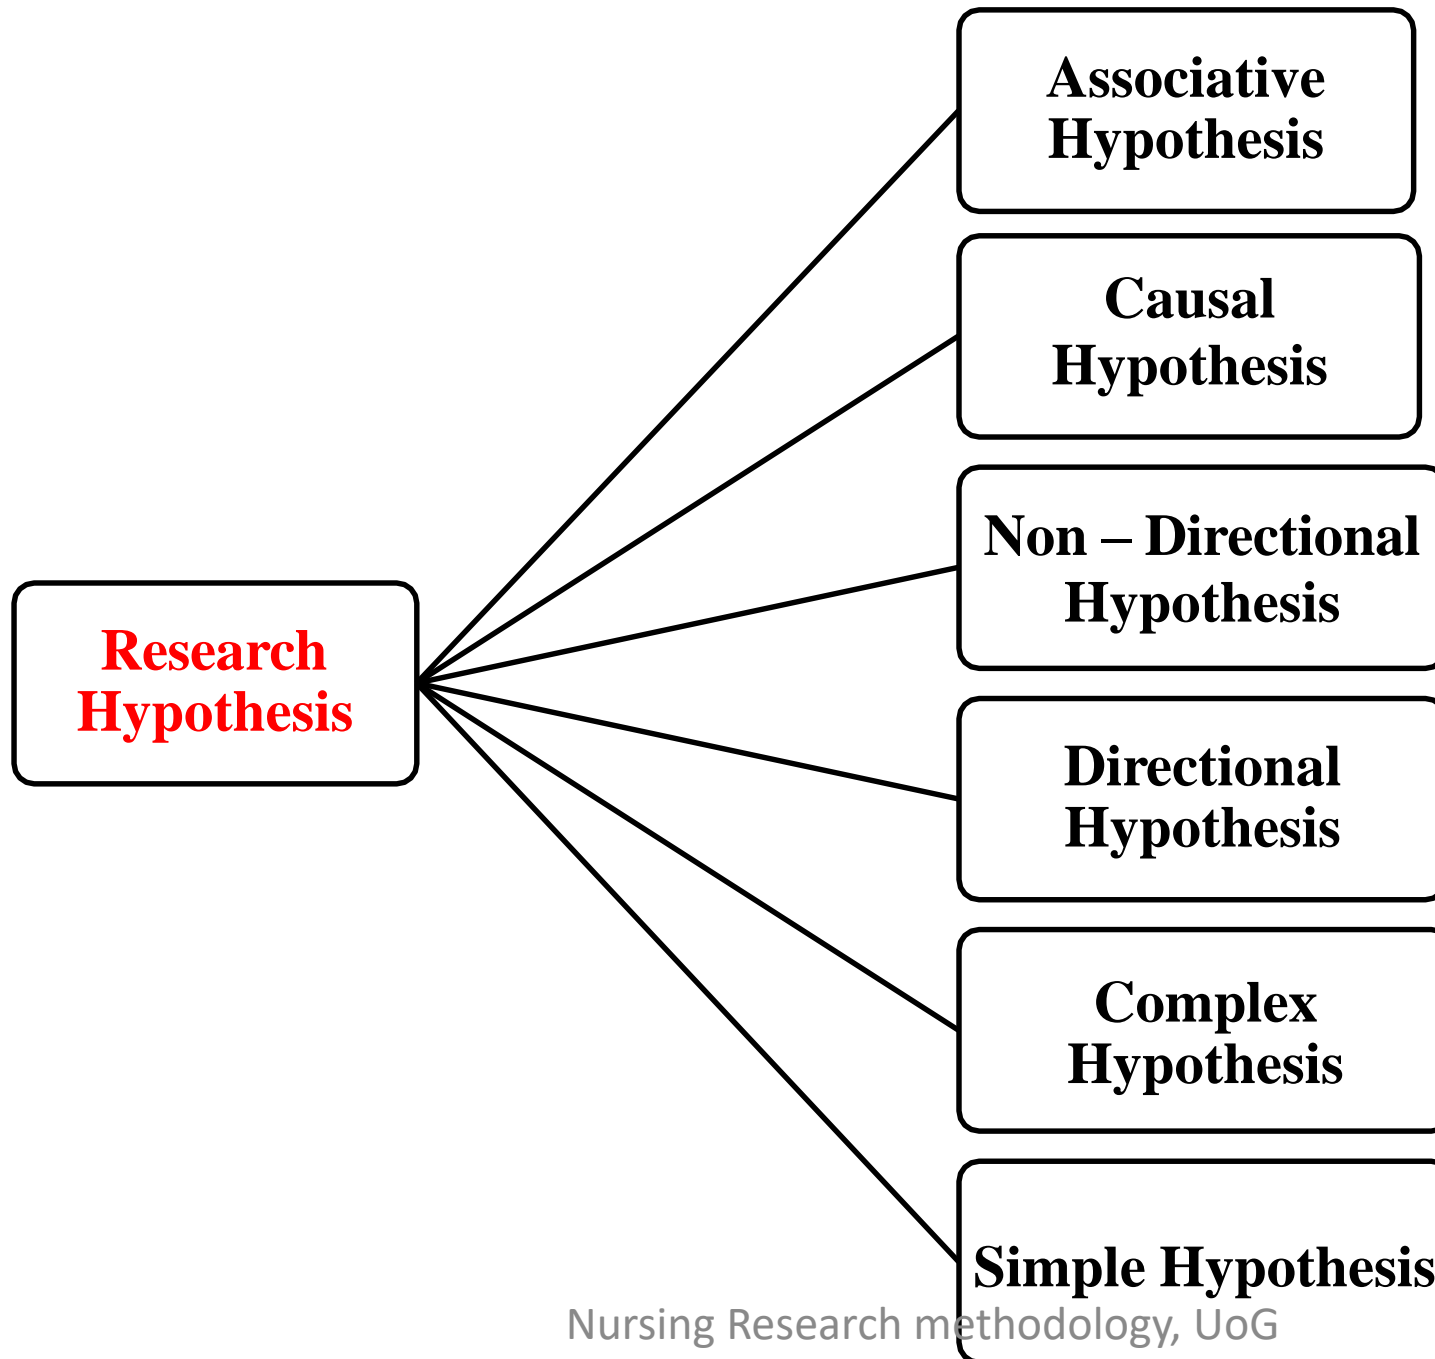 Associative
Hypothesis
Causal
Hypothesis
Non – Directional
Hypothesis
Research
Hypothesis
Directional
Hypothesis
Complex
Hypothesis
Simple Hypothesis
Nursing Research methodology, UoG